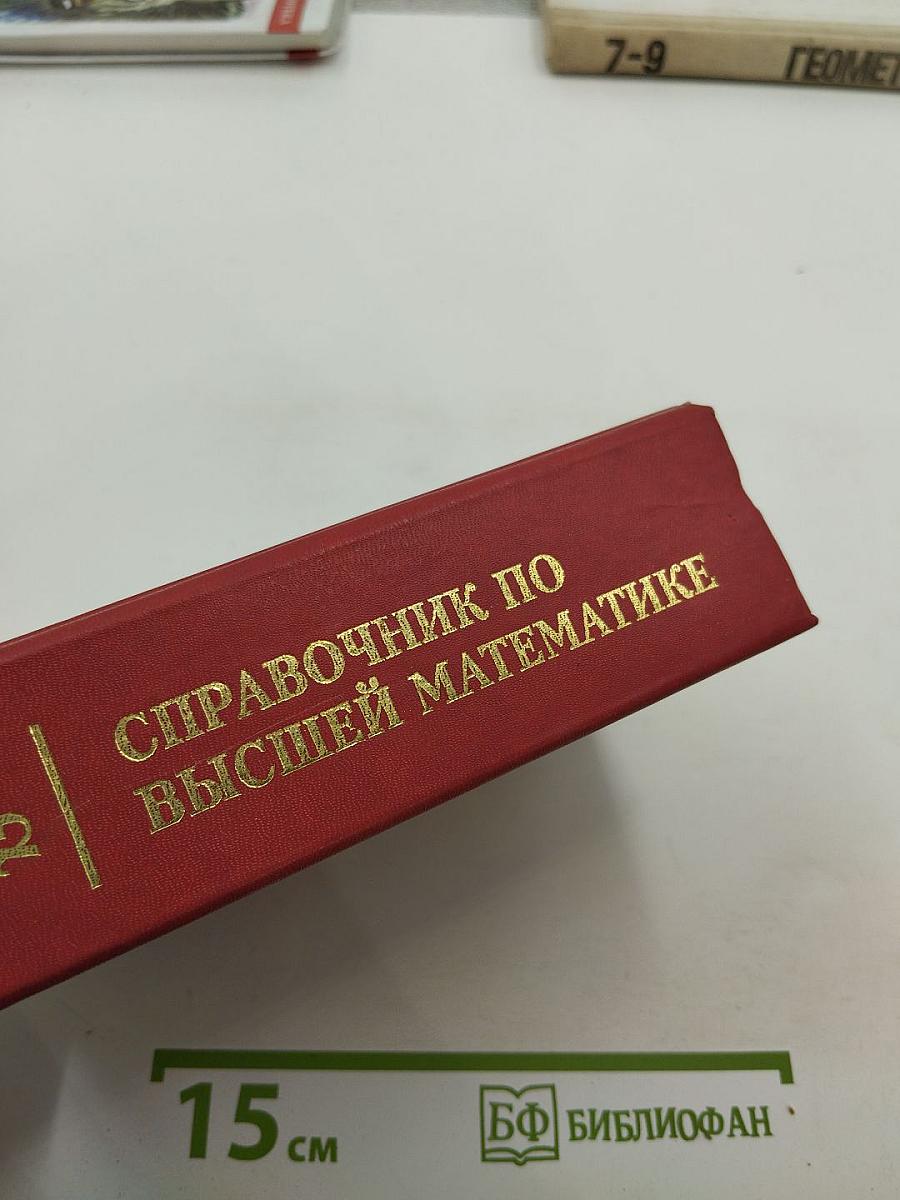 7-9
СПРАВОЧНИК ПО
ВЫСШЕЙ МАТЕМАТИКЕ
15 см
БФ БИБЛИОФАН